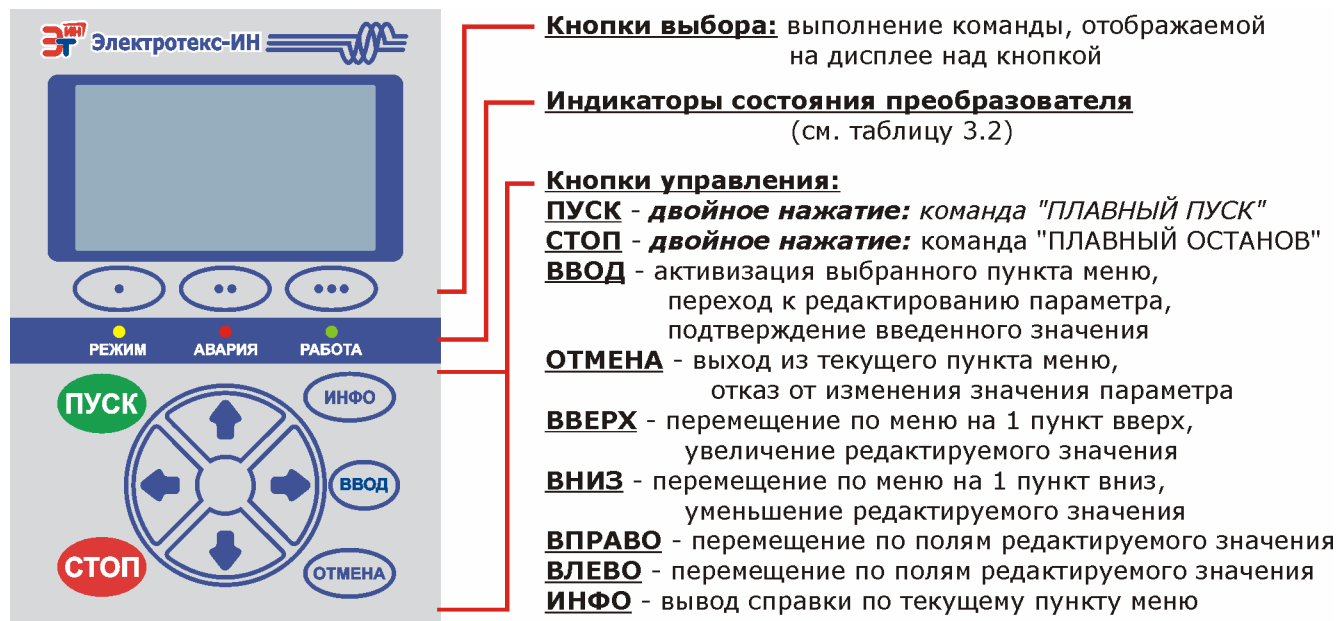 ИН
ЭТ
Электротекс-ИН
РЕЖИМ
АВАРИЯ
РАБОТА
ПУСК
ИНФО
ВВОД
СТОП
ОТМЕНА
Кнопки выбора: выполнение команды, отображаемой
на дисплее над кнопкой
Индикаторы состояния преобразователя
(см. таблицу 3.2)
Кнопки управления:
ПУСК - двойное нажатие: команда "ПЛАВНЫЙ ПУСК"
СТОП - двойное нажатие: команда "ПЛАВНЫЙ ОСТАНОВ"
ВВОД - активизация выбранного пункта меню,
переход к редактированию параметра,
подтверждение введенного значения
ОТМЕНА - выход из текущего пункта меню,
отказ от изменения значения параметра
ВВЕРХ - перемещение по меню на 1 пункт вверх,
увеличение редактируемого значения
ВНИЗ - перемещение по меню на 1 пункт вниз,
уменьшение редактируемого значения
ВПРАВО - перемещение по полям редактируемого значения
ВЛЕВО - перемещение по полям редактируемого значения
ИНФО - вывод справки по текущему пункту меню